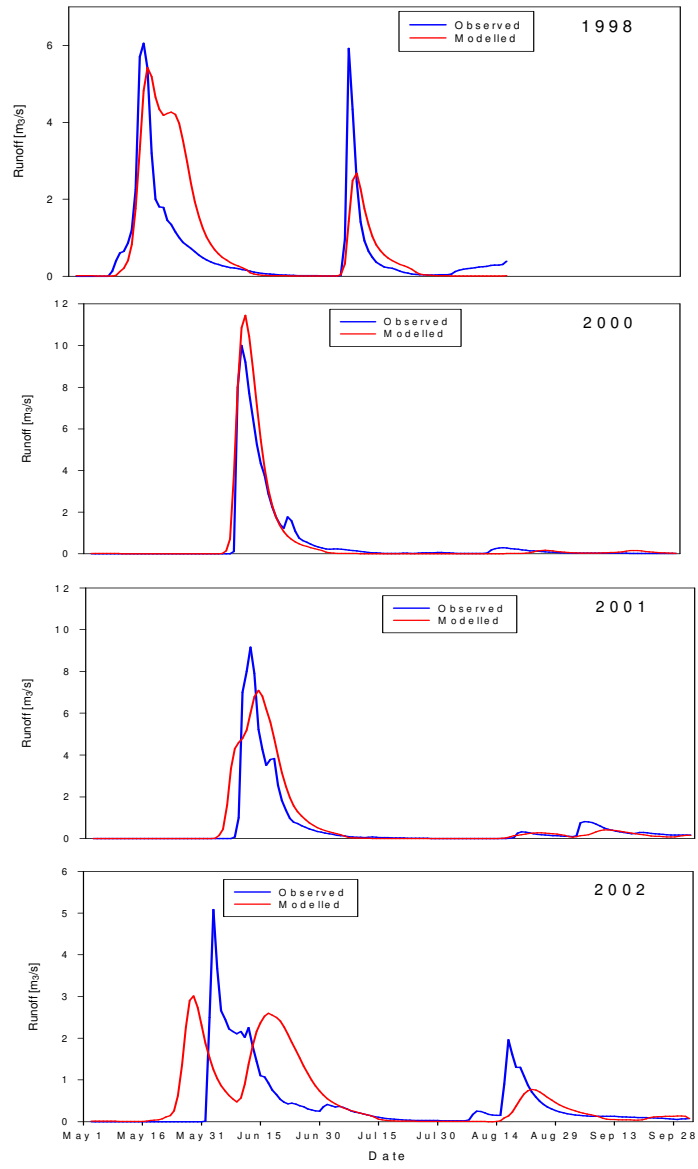 Observed
Modelled
1998
Runoff [m3/s]
6
4
2
0
Observed
Modelled
2000
Runoff [m3/s]
12
10
8
6
4
2
0
Observed
Modelled
2001
Runoff [m3/s]
12
10
8
6
4
2
0
Observed
Modelled
2002
Runoff [m3/s]
6
5
4
3
2
1
0
May 1 May 16 May 31 Jun 15 Jun 30 Jul 15 Jul 30 Aug 14 Aug 29 Sep 13 Sep 28
Date